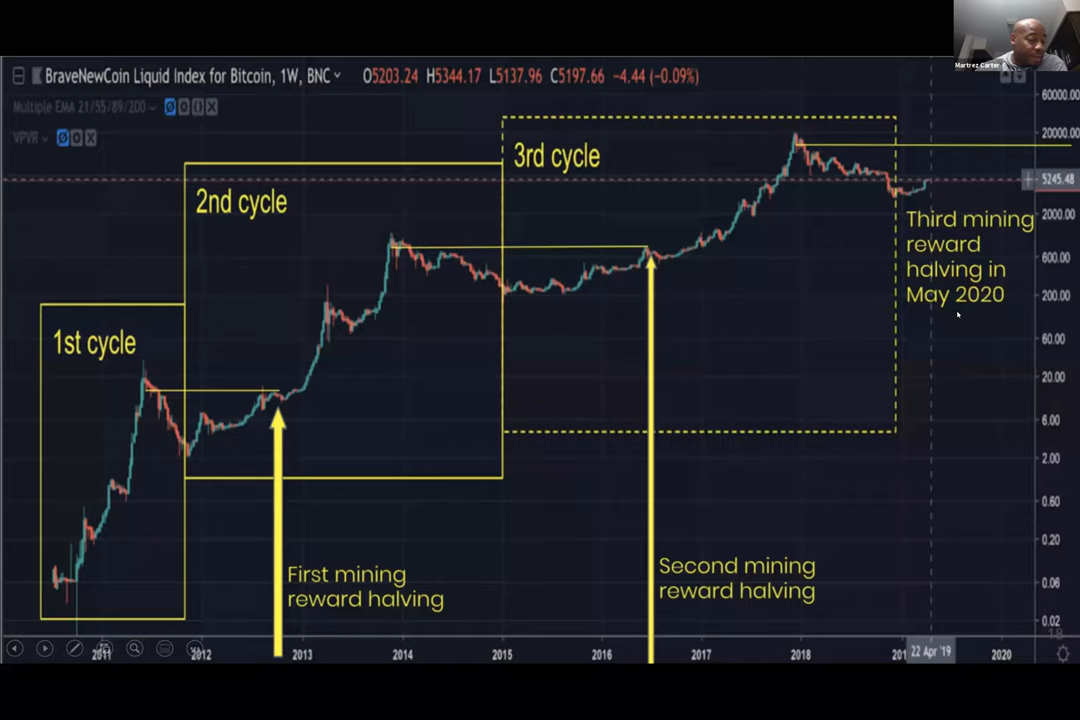 Martrez Carter
BraveNewCoin Liquid Index for Bitcoin, 1W, BNC O5203.24 H5344.17 L5137.96 C5197.66 −4.44 (−0.09%)
Multiple EMA 21/55/89/200
VPVR
60000.00
20000.00
5245.48
2000.00
600.00
200.00
60.00
20.00
6.00
2.00
0.60
0.20
0.06
0.02
1st cycle
2nd cycle
3rd cycle
Third mining
reward
halving in
May 2020
First mining
reward halving
Second mining
reward halving
18
2011 2012 2013 2014 2015 2016 2017 2018 22 Apr '19 2020